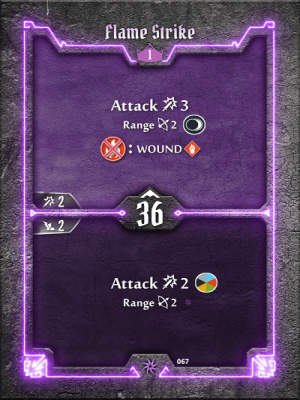 Flame Strike
1
Attack 3
Range 2
: WOUND
2
36
2
Attack 2
Range 2
067